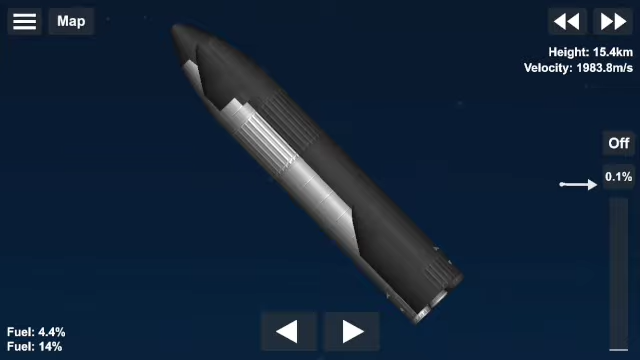 Map
Height: 15.4km
Velocity: 1983.8m/s
Off
0.1%
Fuel: 4.4%
Fuel: 14%